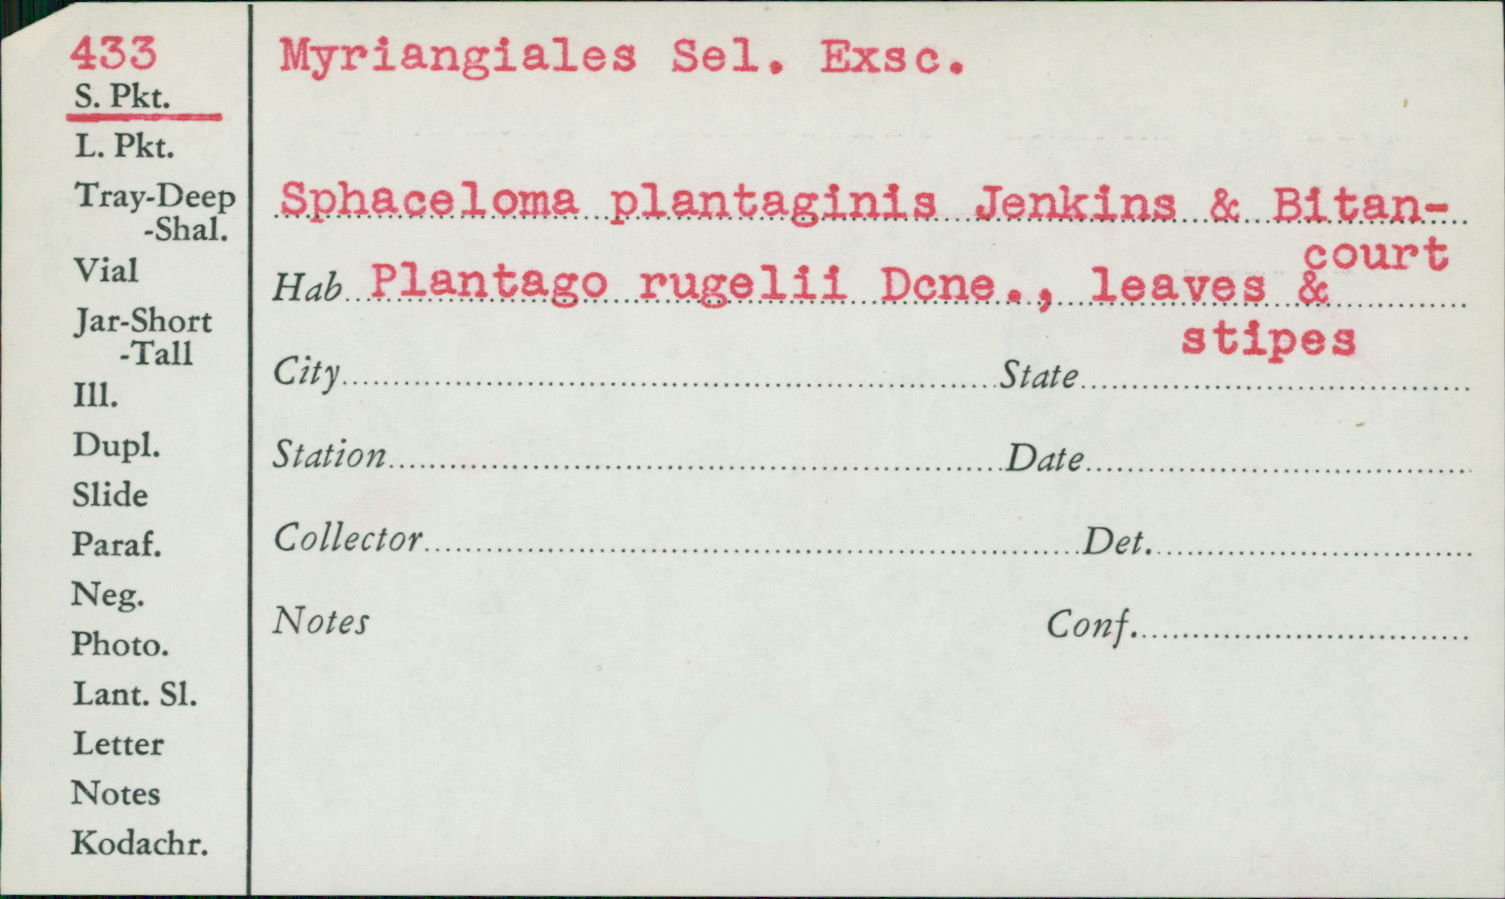 433
S. Pkt.
L. Pkt.
Tray-Deep
-Shal.
Vial
Jar-Short
-Tall
Ill.
Dupl.
Slide
Paraf.
Neg.
Photo.
Lant. Sl.
Letter
Notes
Kodachr.
Myriangiales Sel. Exsc.
Sphaceloma plantaginis Jenkins & Bitan-
court
Hab Plantago rugelii Dcne., leaves &
stipes
City State
Station Date
Collector Det.
Notes Conf.